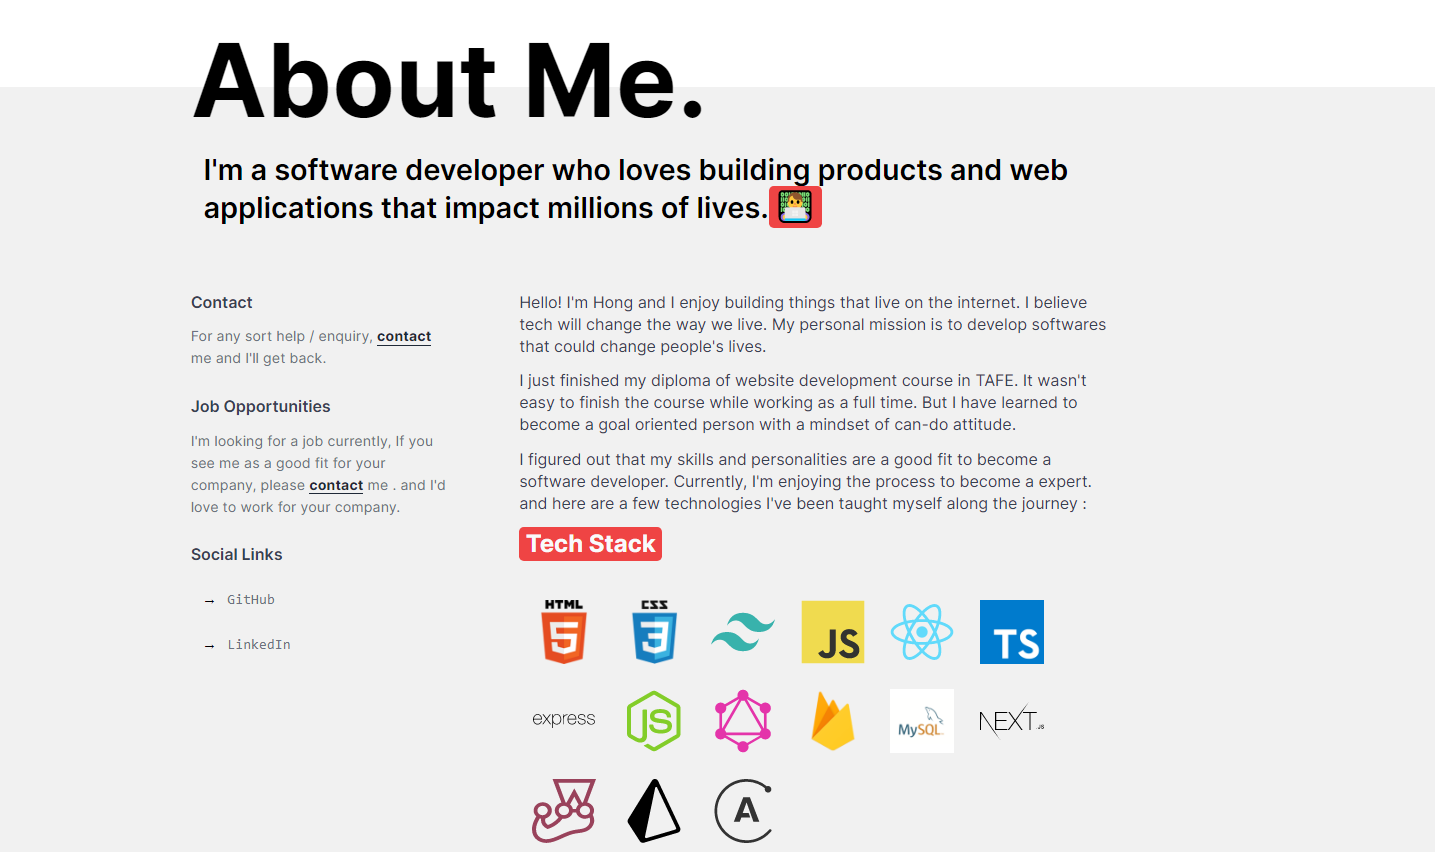 About Me.
I'm a software developer who loves building products and web
applications that impact millions of lives.
Contact
For any sort help / enquiry, contact
me and I'll get back.
Job Opportunities
I'm looking for a job currently, If you
see me as a good fit for your
company, please contact me . and I'd
love to work for your company.
Social Links
→ GitHub
→ LinkedIn
Hello! I'm Hong and I enjoy building things that live on the internet. I believe
tech will change the way we live. My personal mission is to develop softwares
that could change people's lives.
I just finished my diploma of website development course in TAFE. It wasn't
easy to finish the course while working as a full time. But I have learned to
become a goal oriented person with a mindset of can-do attitude.
I figured out that my skills and personalities are a good fit to become a
software developer. Currently, I'm enjoying the process to become a expert.
and here are a few technologies I've been taught myself along the journey :
Tech Stack
HTML 5 CSS 3 JS TS
express JS MySQL NEXT.JS
A